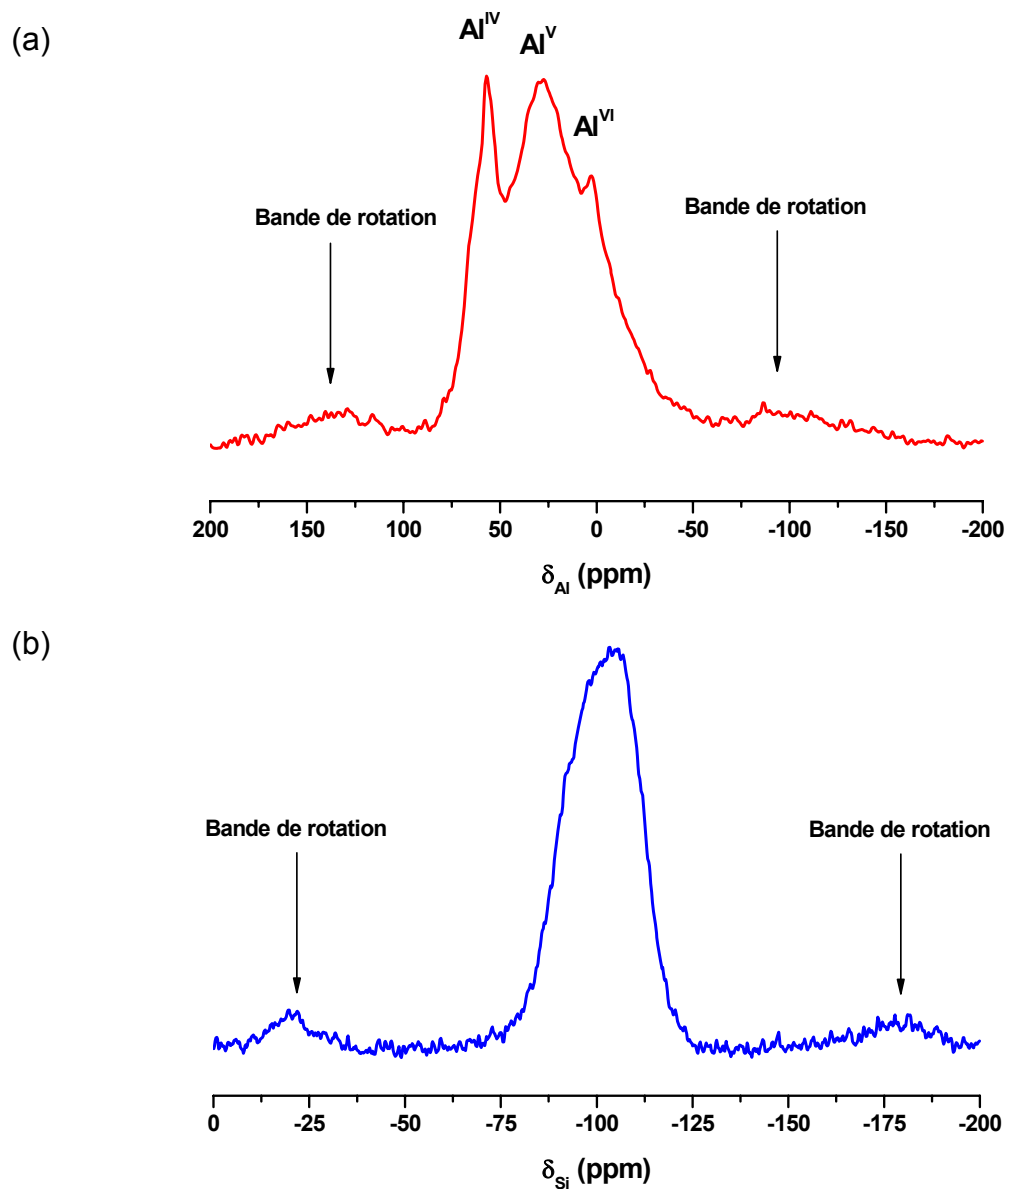 (a)
Al^IV Al^V
Al^VI
Bande de rotation Bande de rotation
200 150 100 50 0 -50 -100 -150 -200
δ_Al (ppm)
(b)
Bande de rotation Bande de rotation
0 -25 -50 -75 -100 -125 -150 -175 -200
δ_Si (ppm)